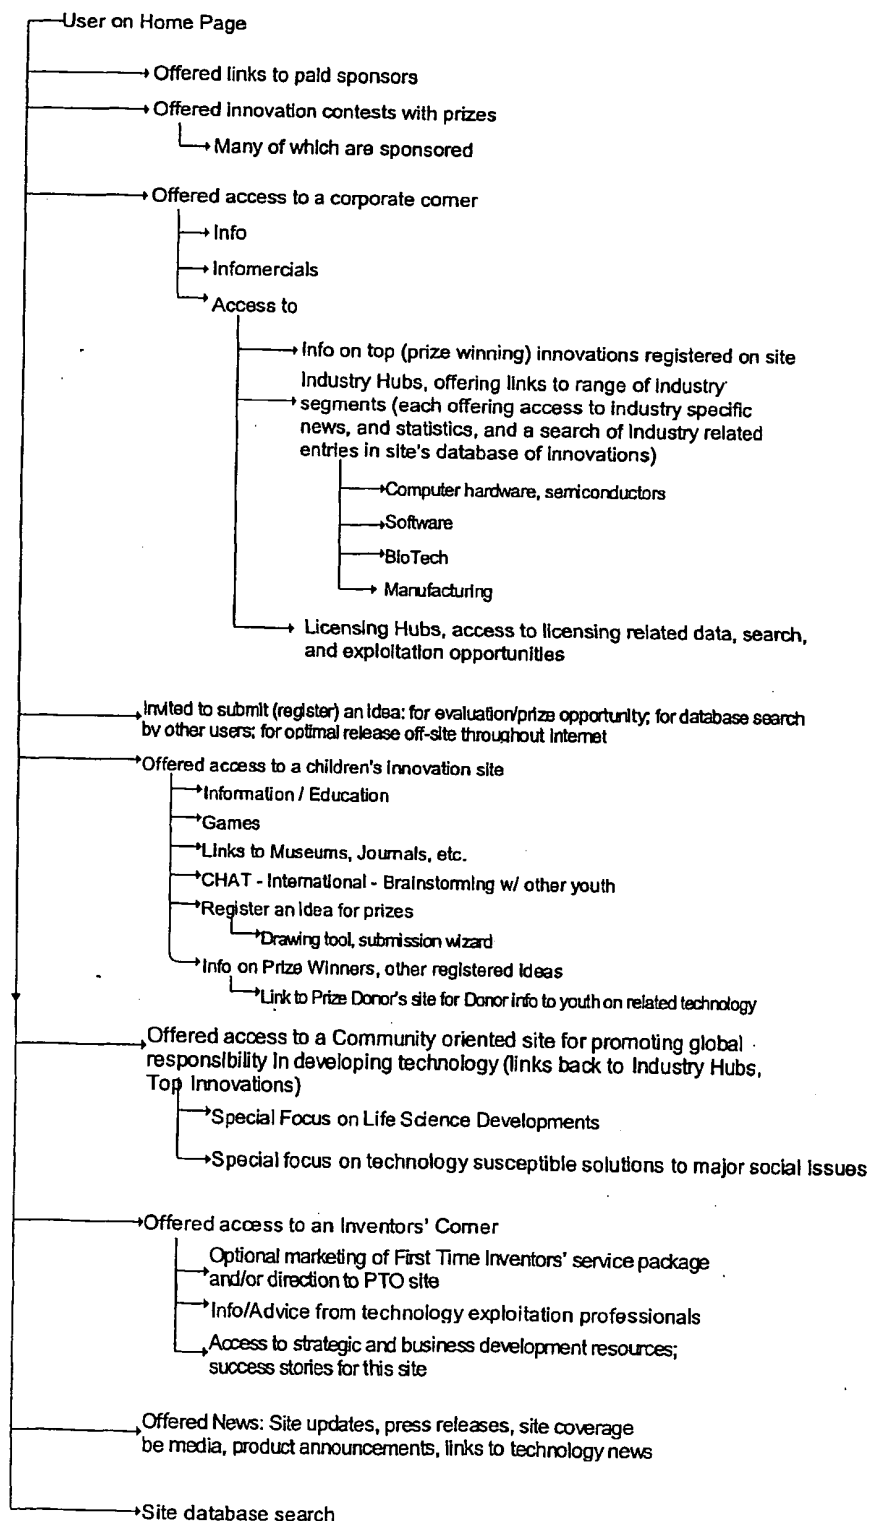 User on Home Page
Offered links to paid sponsors
Offered innovation contests with prizes
Many of which are sponsored
Offered access to a corporate corner
Info
Infomercials
Access to
Info on top (prize winning) innovations registered on site
Industry Hubs, offering links to range of industry
segments (each offering access to industry specific
news, and statistics, and a search of industry related
entries in site's database of innovations)
Computer hardware, semiconductors
Software
BioTech
Manufacturing
Licensing Hubs, access to licensing related data, search,
and exploitation opportunities
Invited to submit (register) an idea: for evaluation/prize opportunity; for database search
by other users; for optimal release off-site throughout Internet
Offered access to a children's innovation site
Information / Education
Games
Links to Museums, Journals, etc.
CHAT - International - Brainstorming w/ other youth
Register an idea for prizes
Drawing tool, submission wizard
Info on Prize Winners, other registered ideas
Link to Prize Donor's site for Donor info to youth on related technology
Offered access to a Community oriented site for promoting global
responsibility in developing technology (links back to Industry Hubs,
Top Innovations)
Special Focus on Life Science Developments
Special focus on technology susceptible solutions to major social issues
Offered access to an Inventors' Corner
Optional marketing of First Time Inventors' service package
and/or direction to PTO site
Info/Advice from technology exploitation professionals
Access to strategic and business development resources;
success stories for this site
Offered News: Site updates, press releases, site coverage
be media, product announcements, links to technology news
Site database search